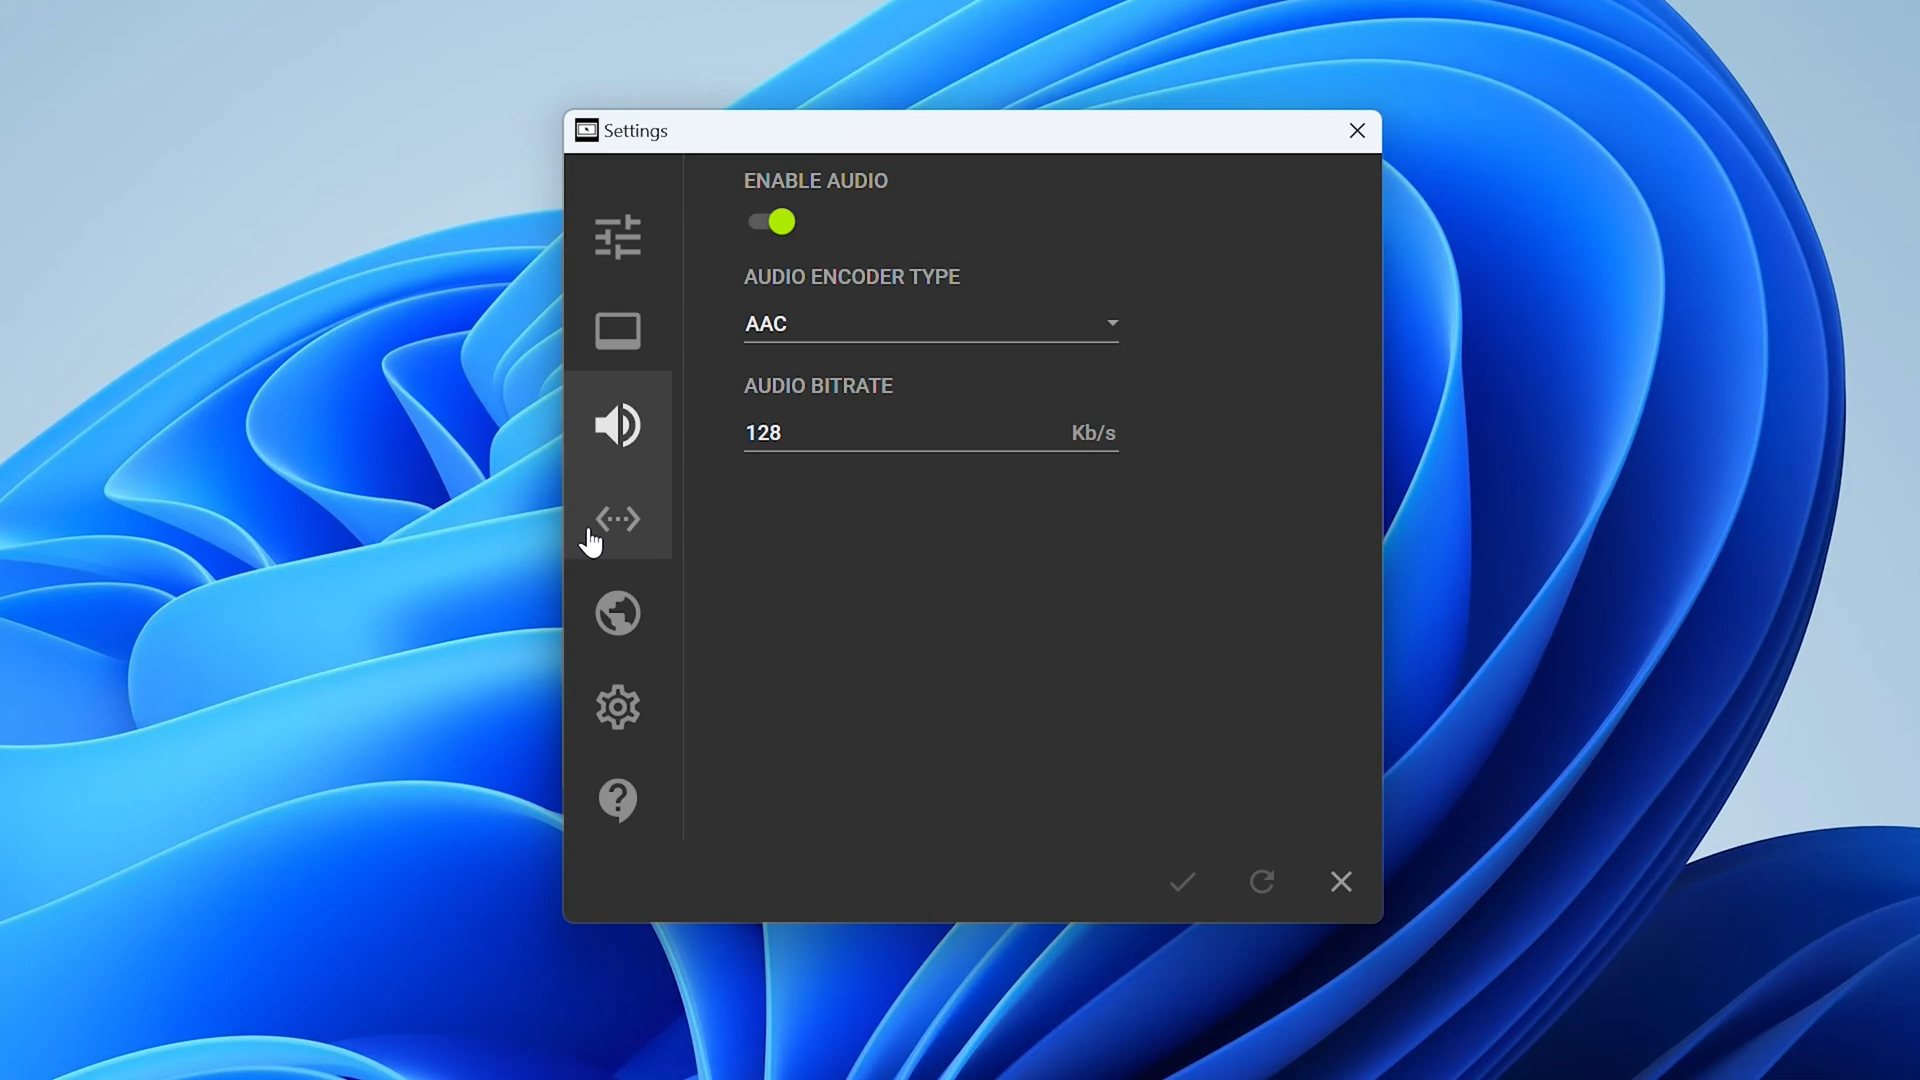 Settings
ENABLE AUDIO
AUDIO ENCODER TYPE
AAC
AUDIO BITRATE
128 Kb/s